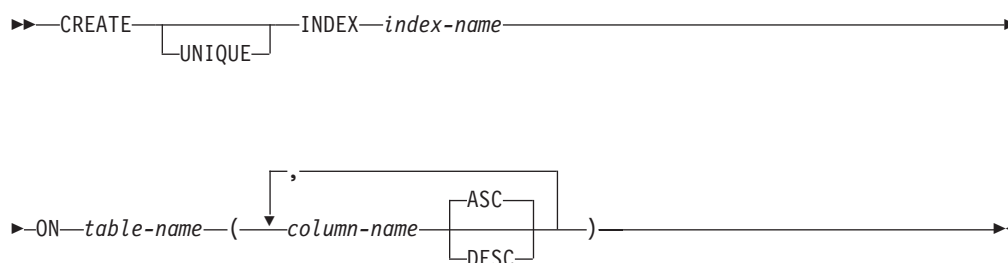 CREATE UNIQUE INDEX index-name
,
ON table-name ( column-name ASC )
DESC